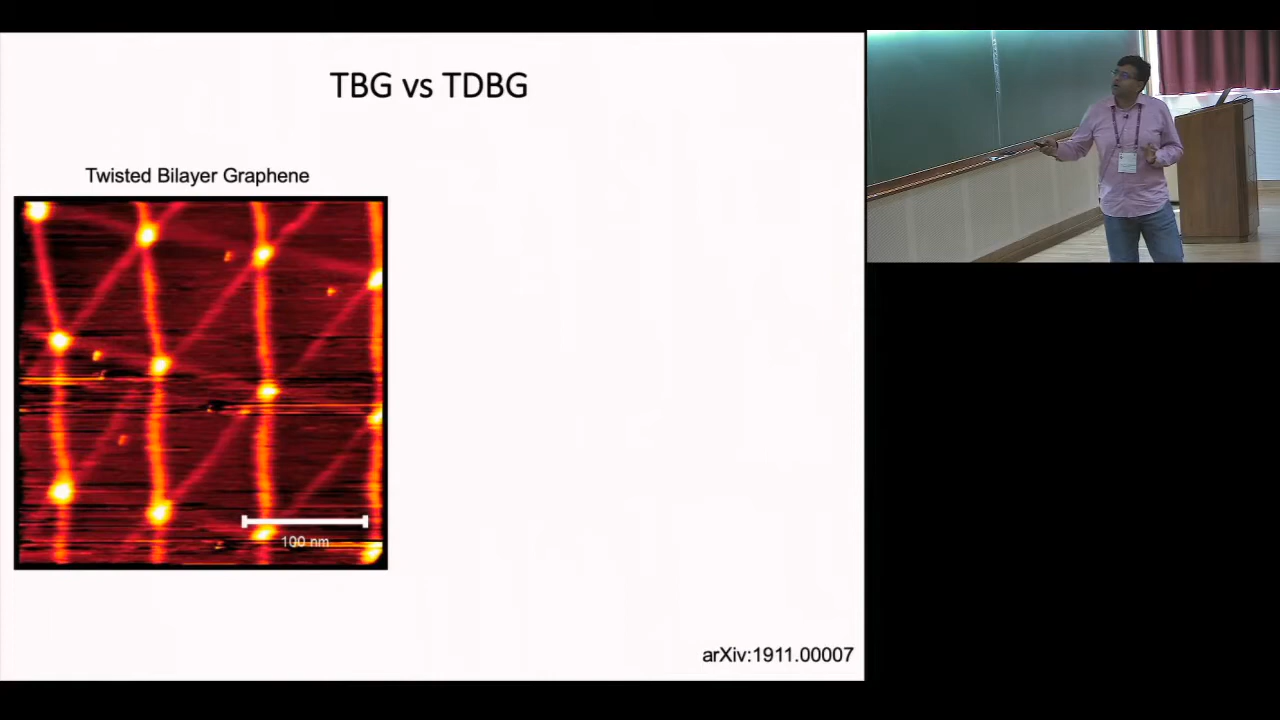 TBG vs TDBG
Twisted Bilayer Graphene
100 nm
arXiv:1911.00007